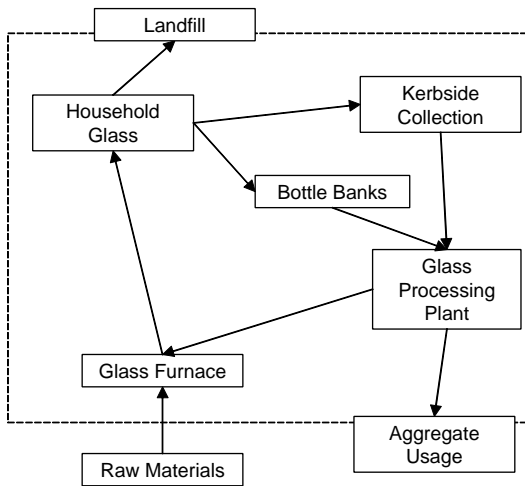 Landfill
Household
Glass
Kerbside
Collection
Bottle Banks
Glass
Processing
Plant
Glass Furnace
Aggregate
Usage
Raw Materials